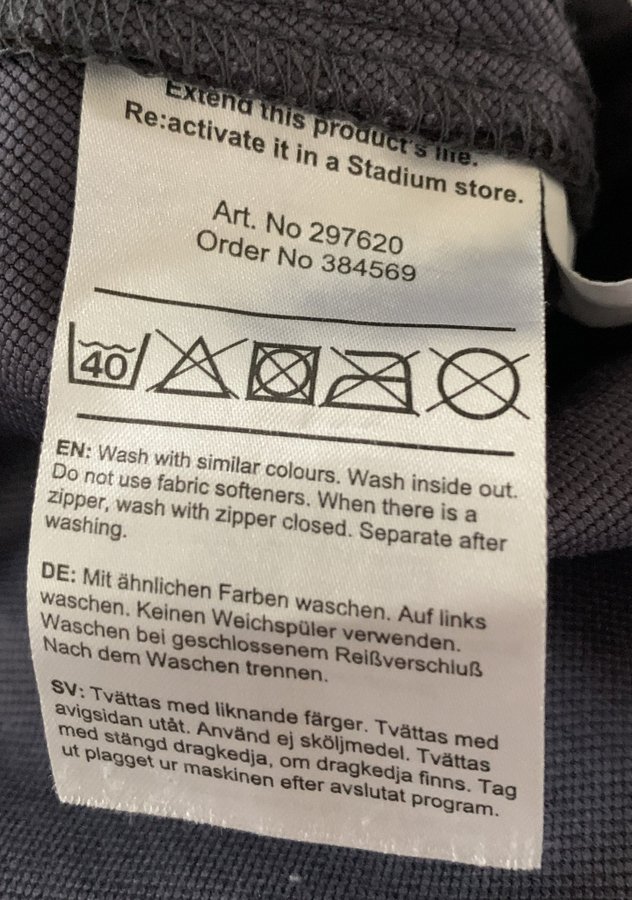 Extend this product's life.
Re:activate it in a Stadium store.
Art. No 297620
Order No 384569
40
EN: Wash with similar colours. Wash inside out.
Do not use fabric softeners. When there is a
zipper, wash with zipper closed. Separate after
washing.
DE: Mit ähnlichen Farben waschen. Auf links
waschen. Keinen Weichspüler verwenden.
Waschen bei geschlossenem Reißverschluß
Nach dem Waschen trennen.
SV: Tvättas med liknande färger. Tvättas med
avigsidan utåt. Använd ej sköljmedel. Tvättas
med stängd dragkedja, om dragkedja finns. Tag
ut plagget ur maskinen efter avslutat program.